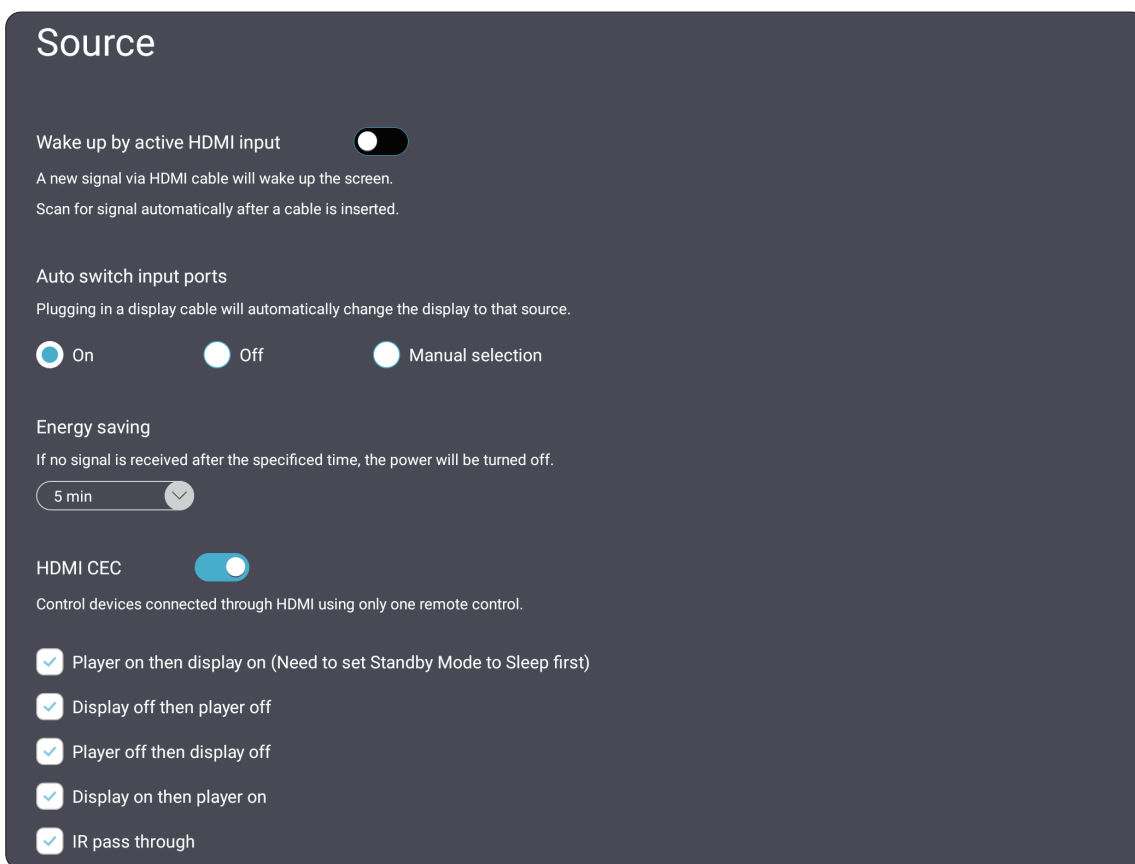 Source
Wake up by active HDMI input
A new signal via HDMI cable will wake up the screen.
Scan for signal automatically after a cable is inserted.
Auto switch input ports
Plugging in a display cable will automatically change the display to that source.
On Off Manual selection
Energy saving
If no signal is received after the specificed time, the power will be turned off.
5 min
HDMI CEC
Control devices connected through HDMI using only one remote control.
Player on then display on (Need to set Standby Mode to Sleep first)
Display off then player off
Player off then display off
Display on then player on
IR pass through